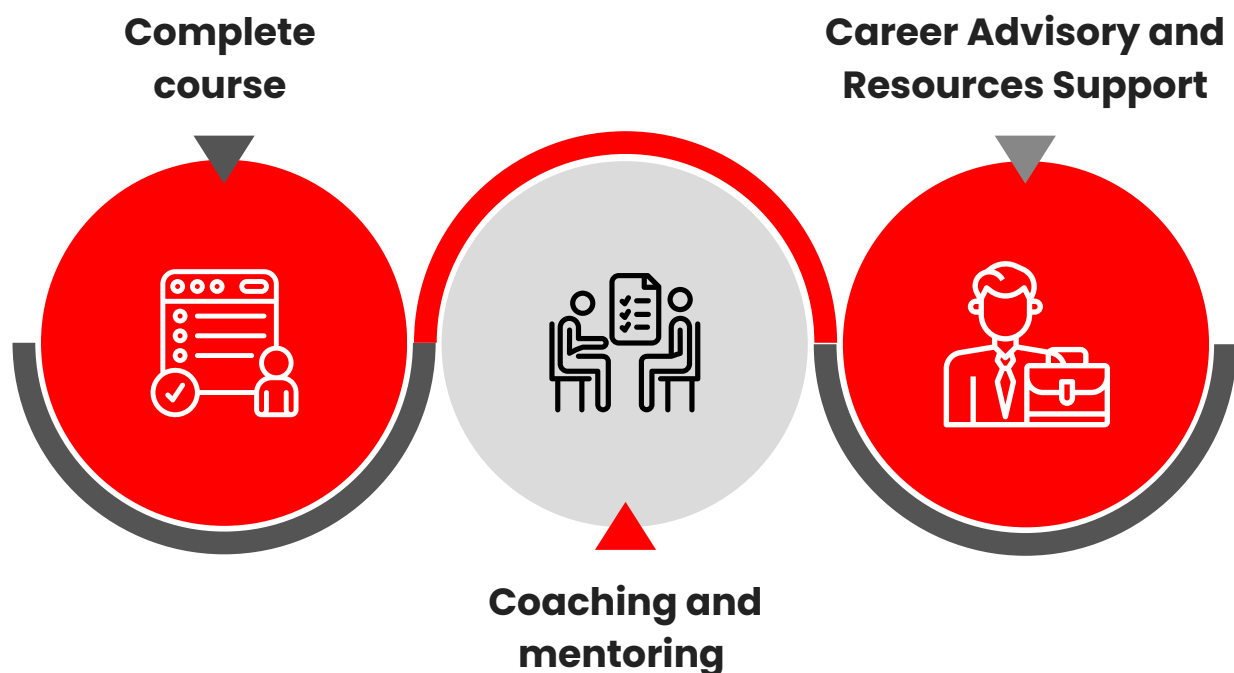 Complete
course
Coaching and
mentoring
Career Advisory and
Resources Support